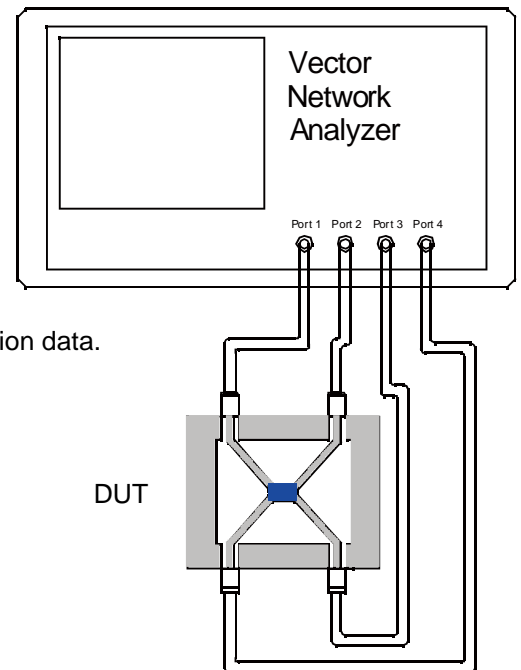 Vector
Network
Analyzer
Port 1 Port 2 Port 3 Port 4
ion data.
DUT